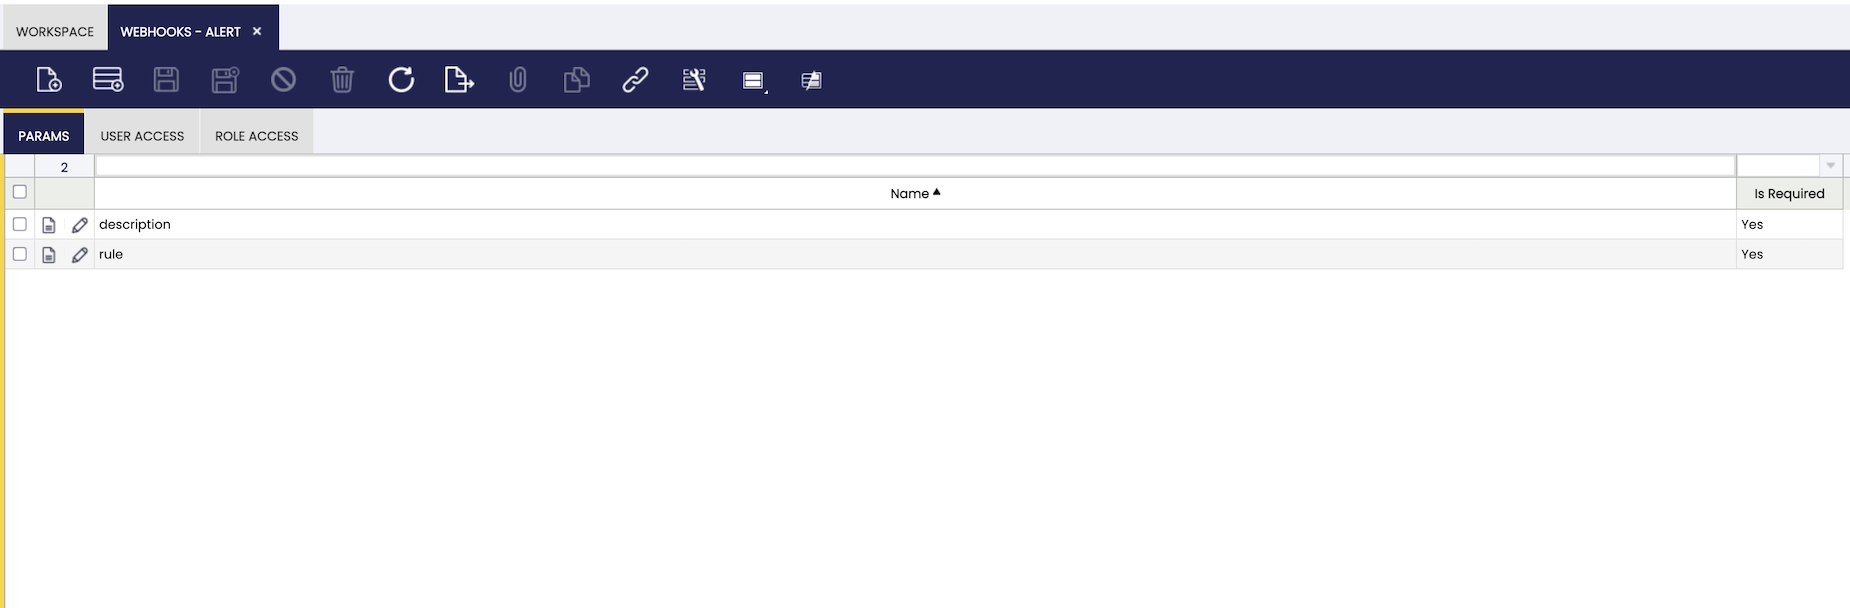 WORKSPACE
WEBHOOKS - ALERT
PARAMS
USER ACCESS
ROLE ACCESS
2
Name
Is Required
description
Yes
rule
Yes